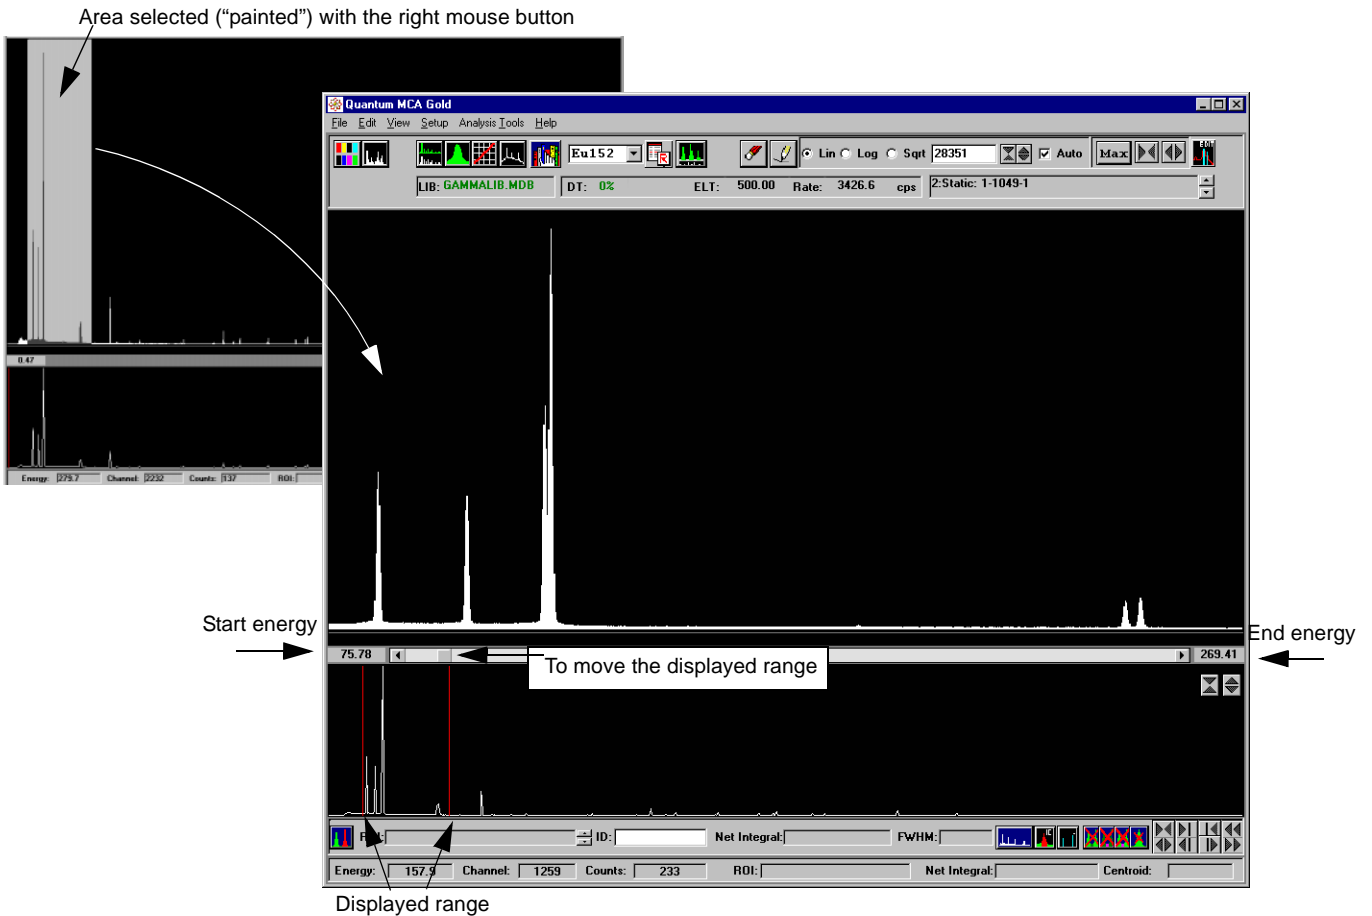 Area selected (“painted”) with the right mouse button
0.47
Energy: 279.7 Channel: 2232 Counts: 137 ROI:
Quantum MCA Gold
File Edit View Setup Analysis Tools Help
Eu152 Lin Log Sqrt 28351 Auto Max
LIB: GAMMALIB.MDB DT: 0% ELT: 500.00 Rate: 3426.6 cps 2:Static: 1-1049-1
Start energy
End energy
75.78 269.41
To move the displayed range
ID: Net Integral: FWHM:
Energy: 157.9 Channel: 1259 Counts: 233 ROI: Net Integral: Centroid:
Displayed range